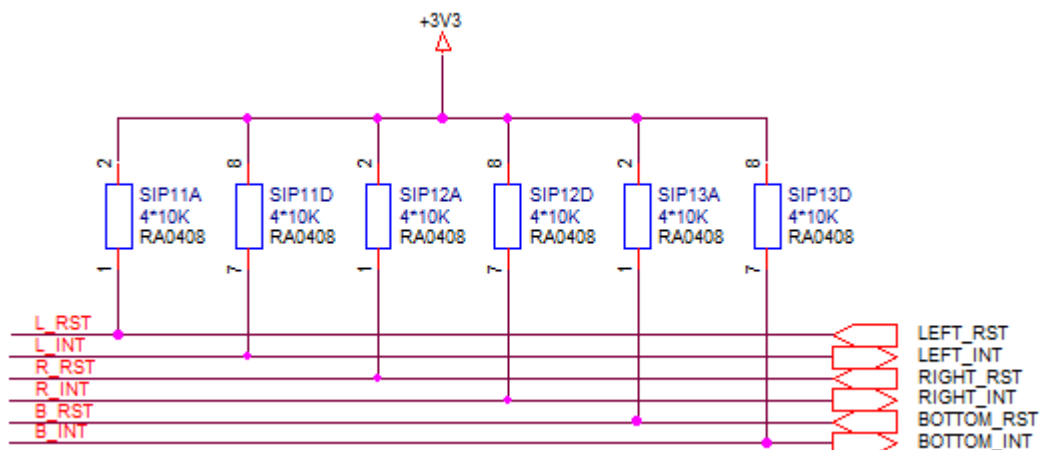 +3V3
2
8
2
8
2
8
SIP11A
4*10K
RA0408
SIP11D
4*10K
RA0408
SIP12A
4*10K
RA0408
SIP12D
4*10K
RA0408
SIP13A
4*10K
RA0408
SIP13D
4*10K
RA0408
1
7
1
7
1
7
L_RST
LEFT_RST
L_INT
LEFT_INT
R_RST
RIGHT_RST
R_INT
RIGHT_INT
B_RST
BOTTOM_RST
B_INT
BOTTOM_INT